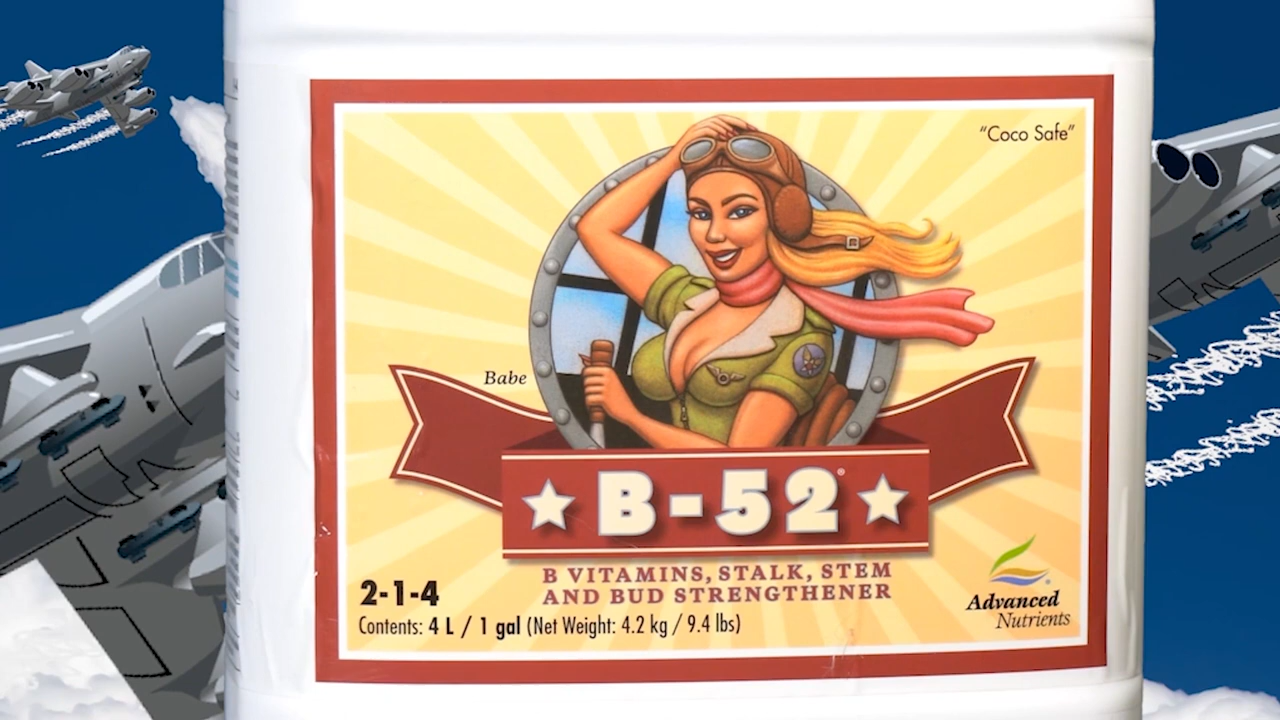 "Coco Safe"
Babe
B-52®
B VITAMINS, STALK, STEM
AND BUD STRENGTHENER
2-1-4
Contents: 4 L / 1 gal (Net Weight: 4.2 kg / 9.4 lbs)
Advanced
Nutrients